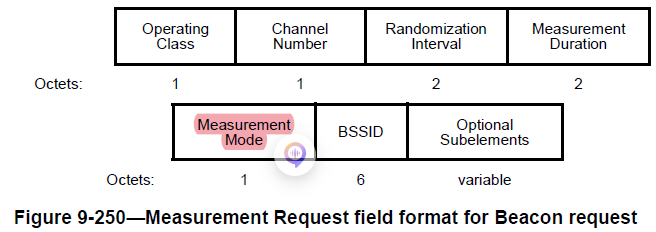 Operating Class
Channel Number
Randomization Interval
Measurement Duration
Octets: 1 1 2 2
Measurement Mode
BSSID
Optional Subelements
Octets: 1 6 variable
Figure 9-250—Measurement Request field format for Beacon request